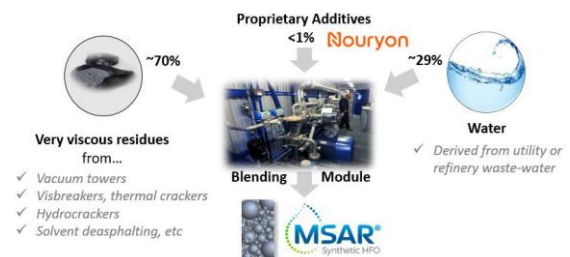 Proprietary Additives
<1% Nouryon
~70%
~29%
Very viscous residues
from...
✓ Vacuum towers
✓ Visbreakers, thermal crackers
✓ Hydrocrackers
✓ Solvent deasphalting, etc
Water
✓ Derived from utility or
refinery waste-water
Blending Module
MSAR®
Synthetic HFO